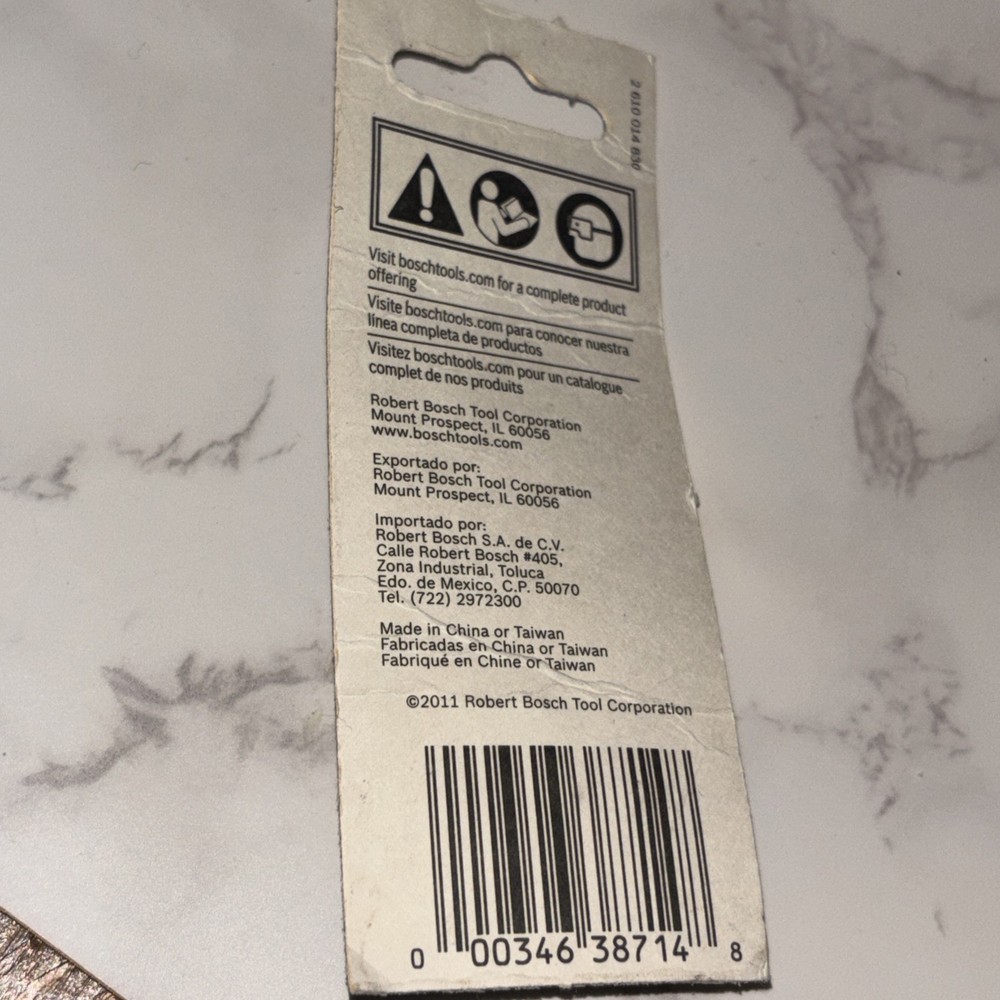 2 610 014 830
Visit boschtools.com for a complete product
offering
Visite boschtools.com para conocer nuestra
línea completa de productos
Visitez boschtools.com pour un catalogue
complet de nos produits
Robert Bosch Tool Corporation
Mount Prospect, IL 60056
www.boschtools.com
Exportado por:
Robert Bosch Tool Corporation
Mount Prospect, IL 60056
Importado por:
Robert Bosch S.A. de C.V.
Calle Robert Bosch #405,
Zona Industrial, Toluca
Edo. de Mexico, C.P. 50070
Tel. (722) 2972300
Made in China or Taiwan
Fabricadas en China or Taiwan
Fabriqué en Chine or Taiwan
©2011 Robert Bosch Tool Corporation
0 00346 38714 8